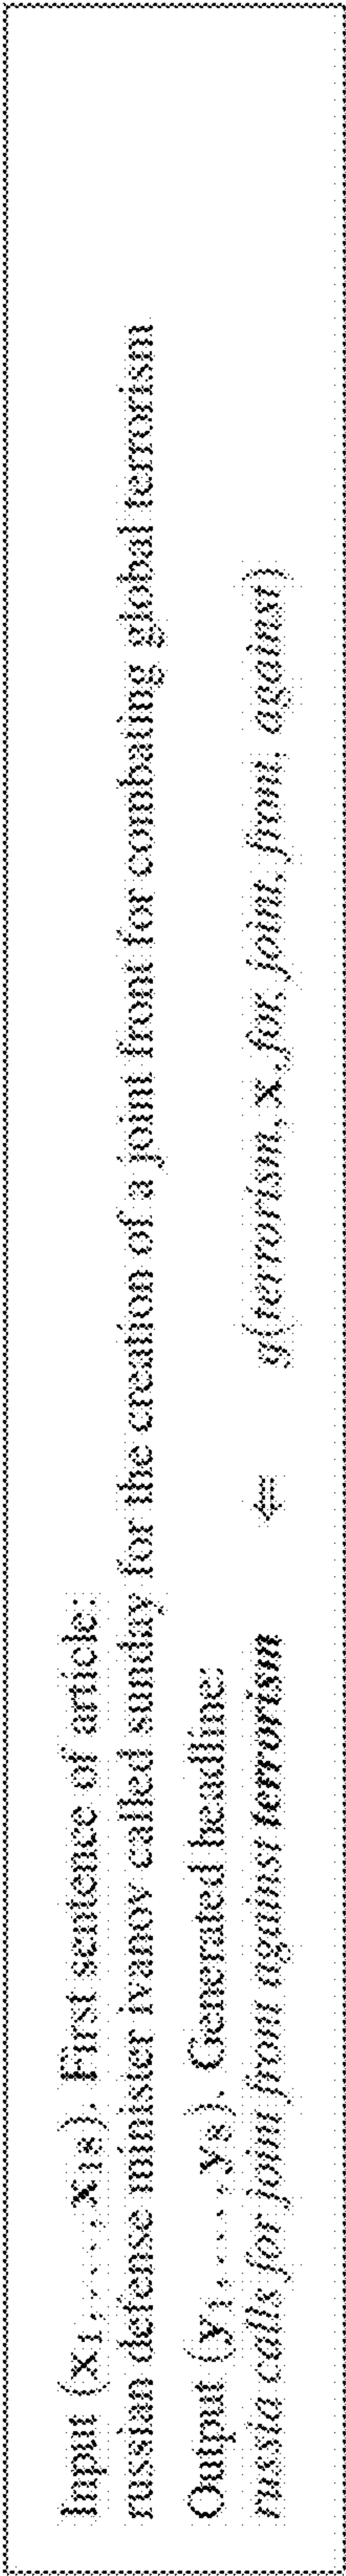 Input (x₁, . . . , x₁₈). First sentence of article:
russian defense minister ivanov called sunday for the creation of a joint front for combating global terrorism
Output (y₁, . . . , y₈). Generated headline:
russia calls for joint front against terrorism ⇐ g(terrorism, x, for, joint, front, against)